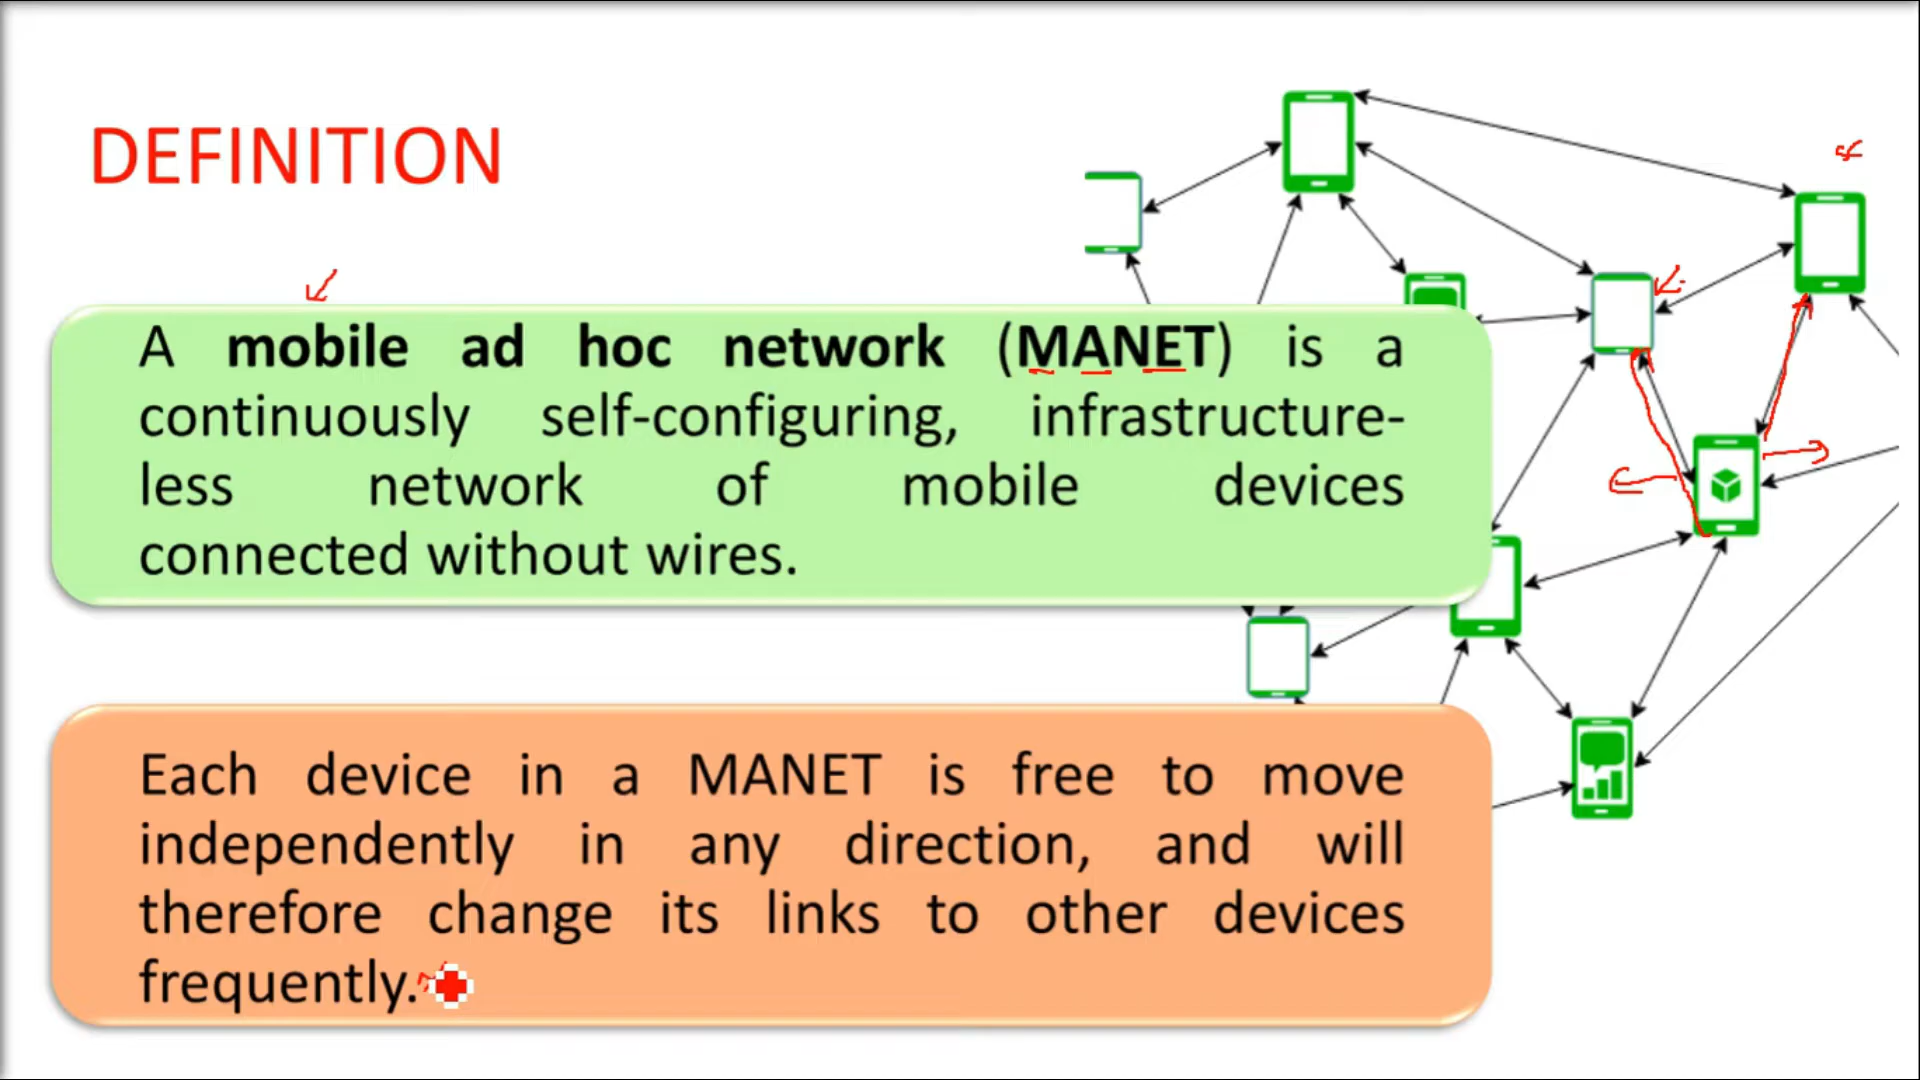 DEFINITION
A mobile ad hoc network (MANET) is a
continuously self-configuring, infrastructure-
less network of mobile devices
connected without wires.
Each device in a MANET is free to move
independently in any direction, and will
therefore change its links to other devices
frequently.